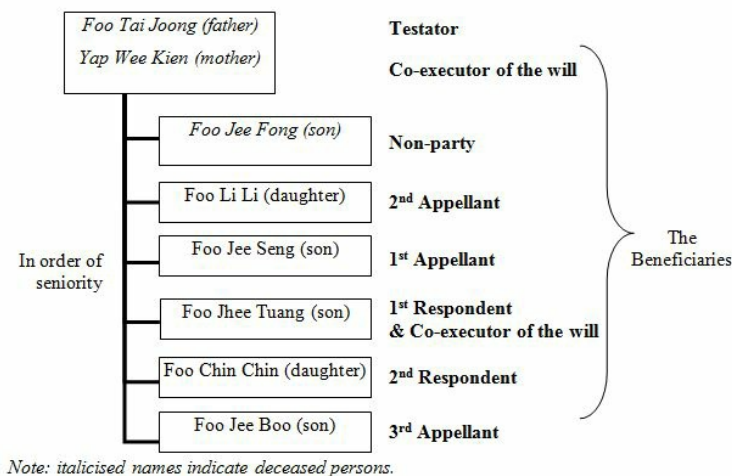 Foo Tai Joong (father)
Testator
Yap Wee Kien (mother)
Co-executor of the will
Foo Jee Fong (son)
Non-party
Foo Li Li (daughter)
2nd Appellant
Foo Jee Seng (son)
1st Appellant
In order of
seniority
The
Beneficiaries
Foo Jhee Tuang (son)
1st Respondent
& Co-executor of the will
Foo Chin Chin (daughter)
2nd Respondent
Foo Jee Boo (son)
3rd Appellant
Note: italicised names indicate deceased persons.